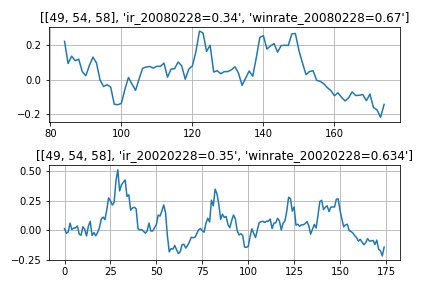 [[49, 54, 58], 'ir_20080228=0.34', 'winrate_20080228=0.67']
0.2
0.0
−0.2
80 100 120 140 160
[[49, 54, 58], 'ir_20020228=0.35', 'winrate_20020228=0.634']
0.50
0.25
0.00
−0.25
0 25 50 75 100 125 150 175